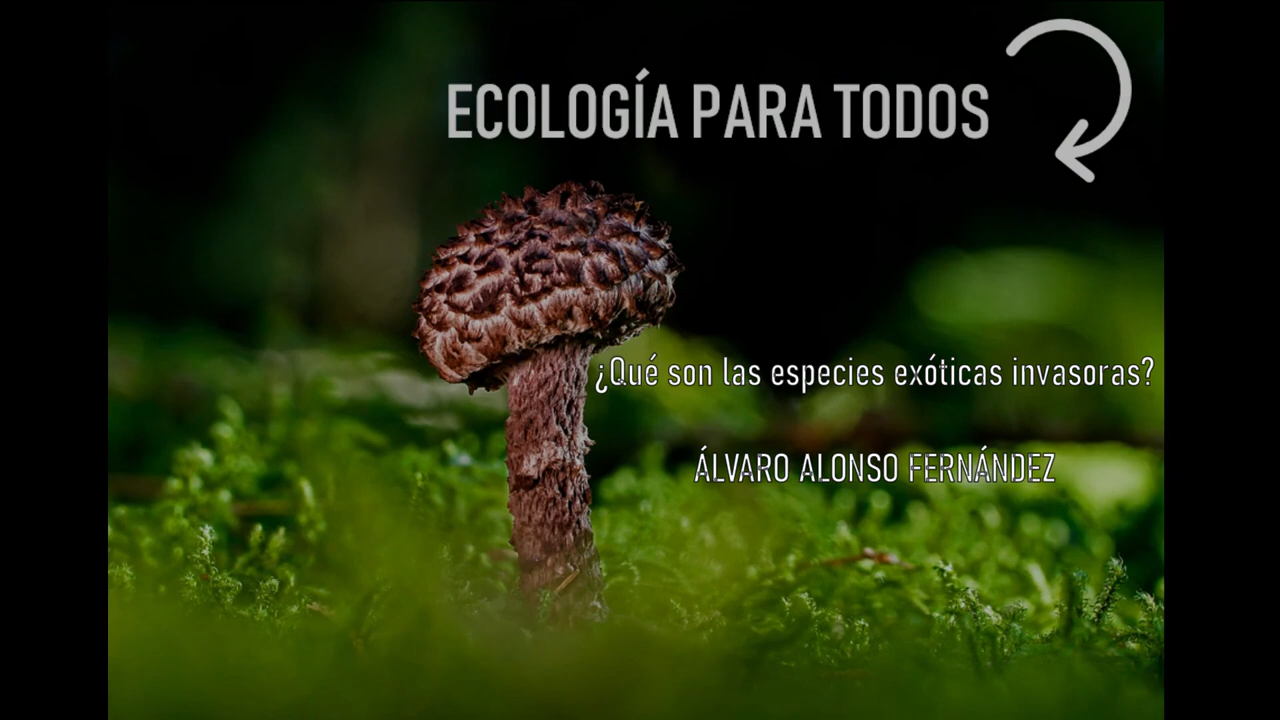 ECOLOGÍA PARA TODOS
¿Qué son las especies exóticas invasoras?
ÁLVARO ALONSO FERNÁNDEZ